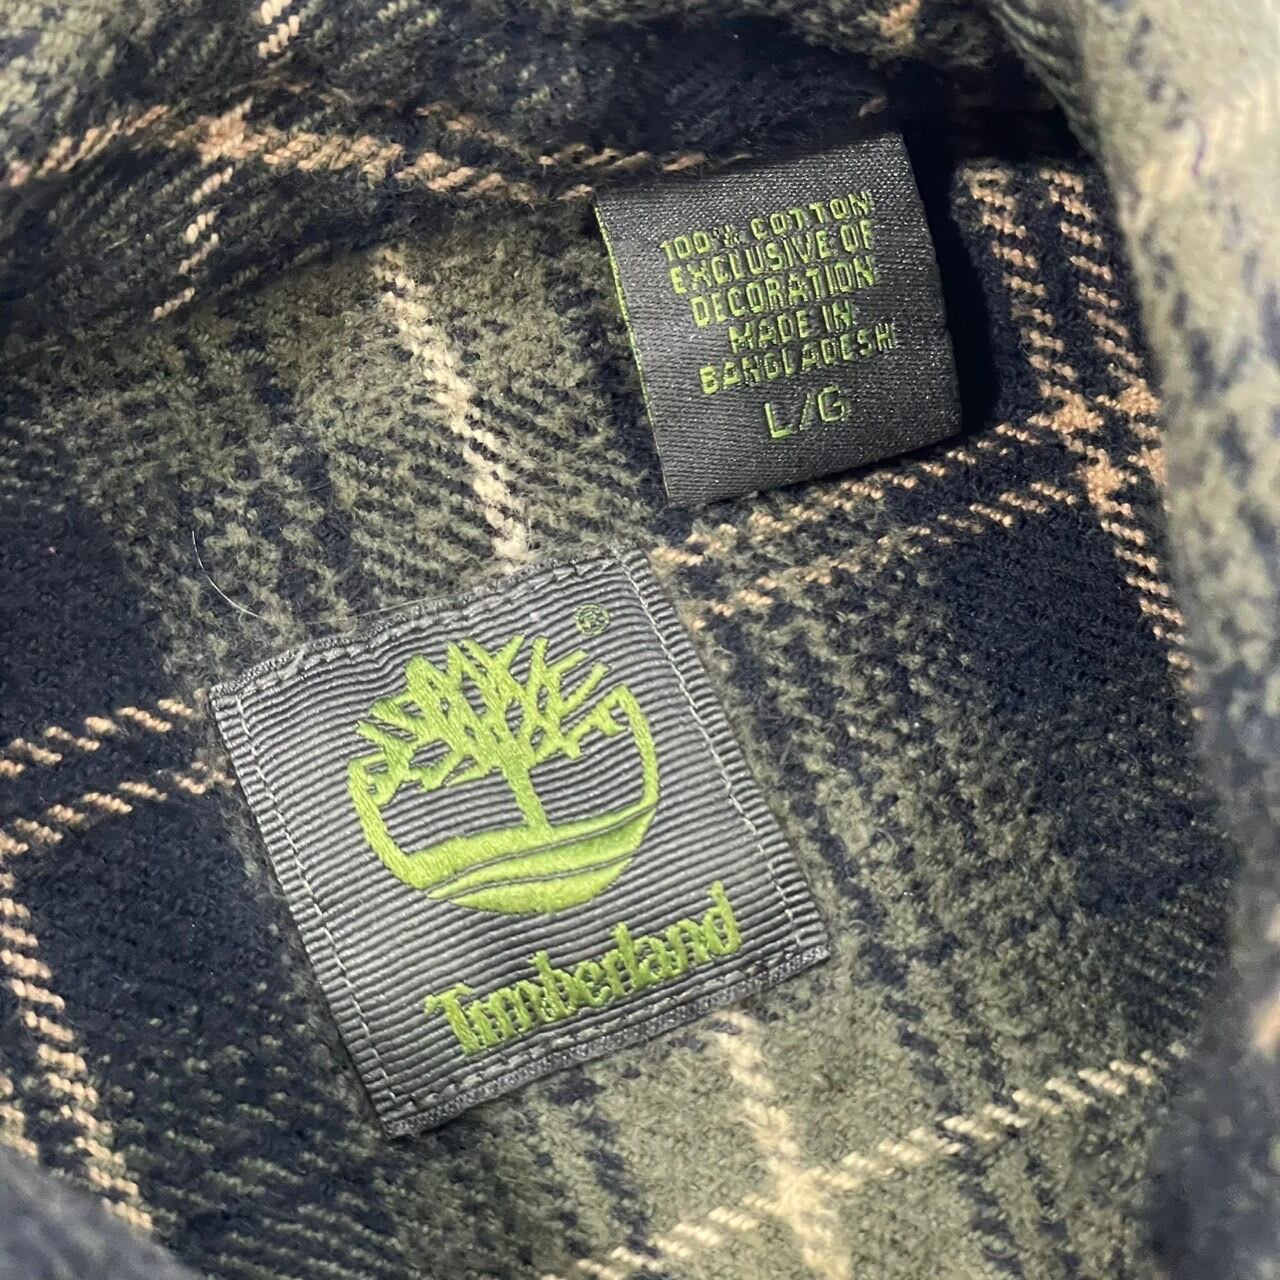 100% COTTON
EXCLUSIVE OF
DECORATION
MADE IN
BANGLADESH
L/G
®
Timberland